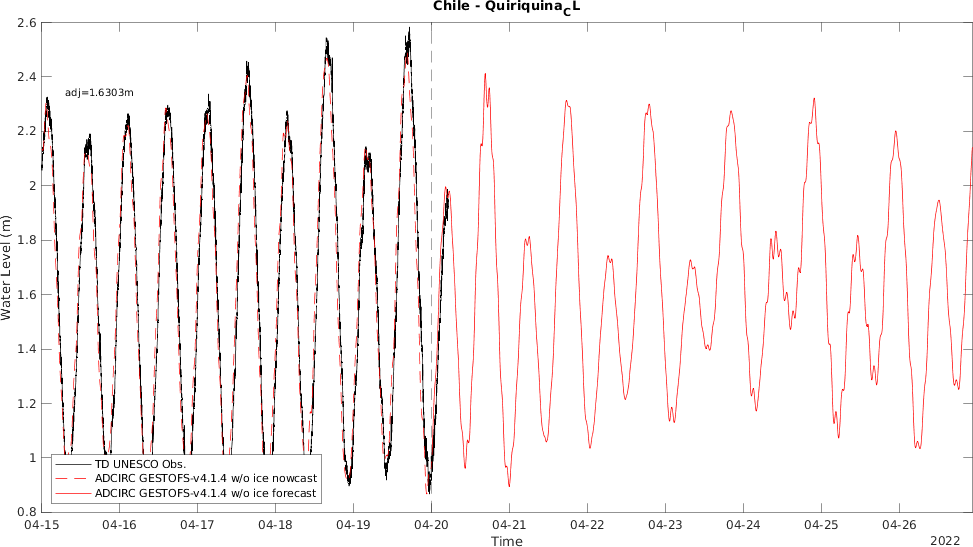 Chile - Quiriquina_CL
2.6
2.4
adj=1.6303m
2.2
2
1.8
1.6
1.4
1.2
1
0.8
Water Level (m)
TD UNESCO Obs.
ADCIRC GESTOFS-v4.1.4 w/o ice nowcast
ADCIRC GESTOFS-v4.1.4 w/o ice forecast
04-15 04-16 04-17 04-18 04-19 04-20 04-21 04-22 04-23 04-24 04-25 04-26
Time
2022